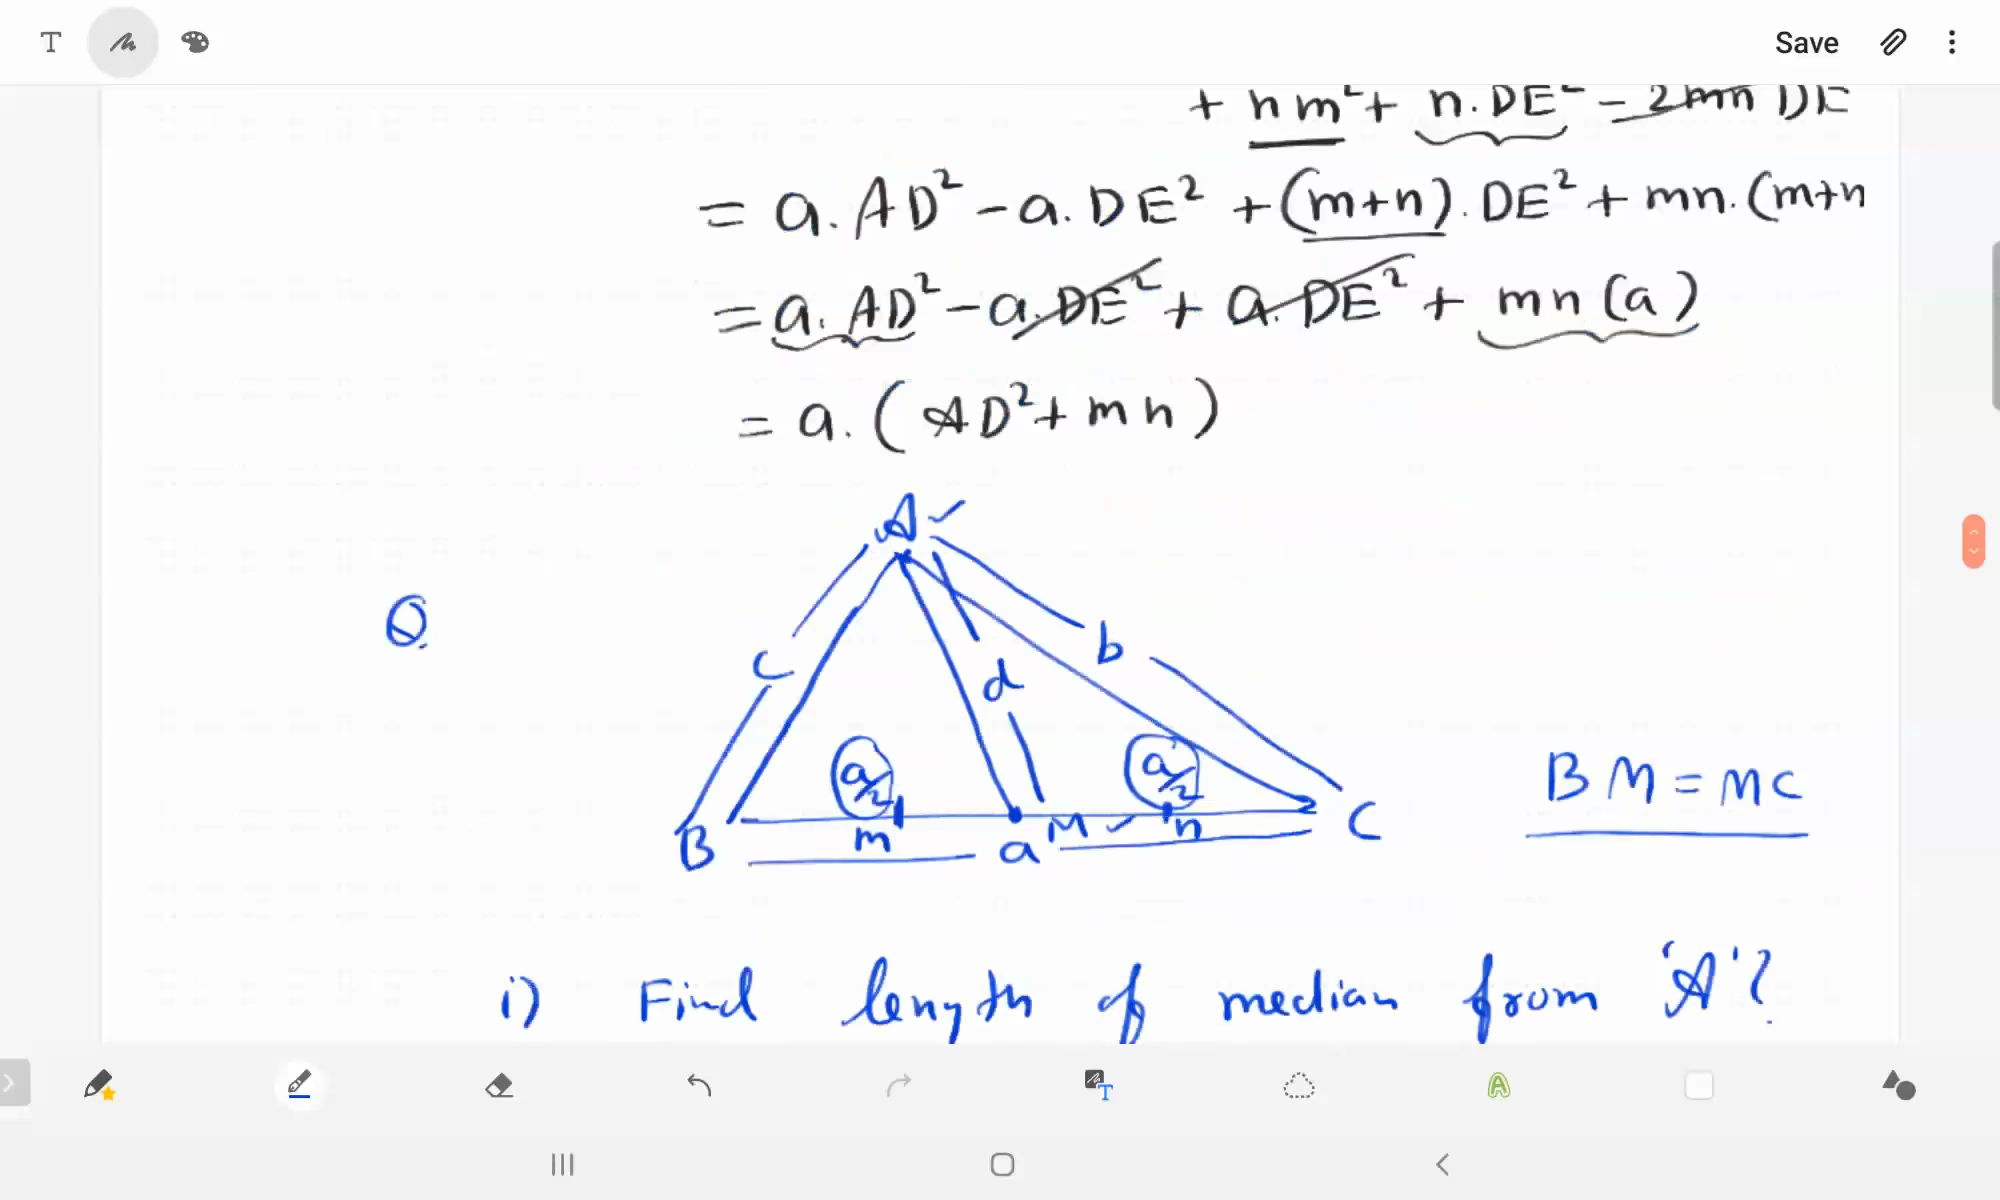 Save
+ nm² + n.DE² - 2mn DE
= a.AD² - a.DE² + (m+n).DE² + mn.(m+n
= a.AD² - a.DE² + a.DE² + mn(a)
= a.(AD² + mn)
A
Q.
c
b
d
a/2
a/2
BM = MC
B
m
a
M
n
C
i) Find length of median from 'A'?